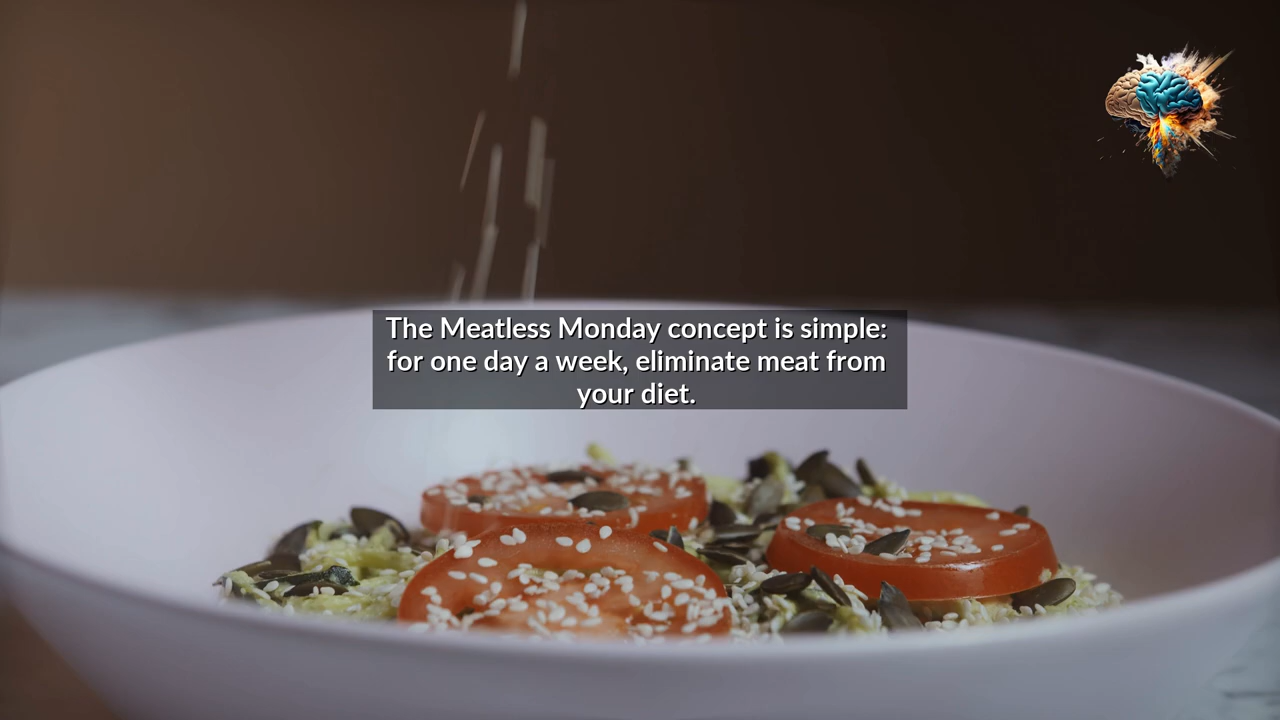 The Meatless Monday concept is simple:
for one day a week, eliminate meat from
your diet.